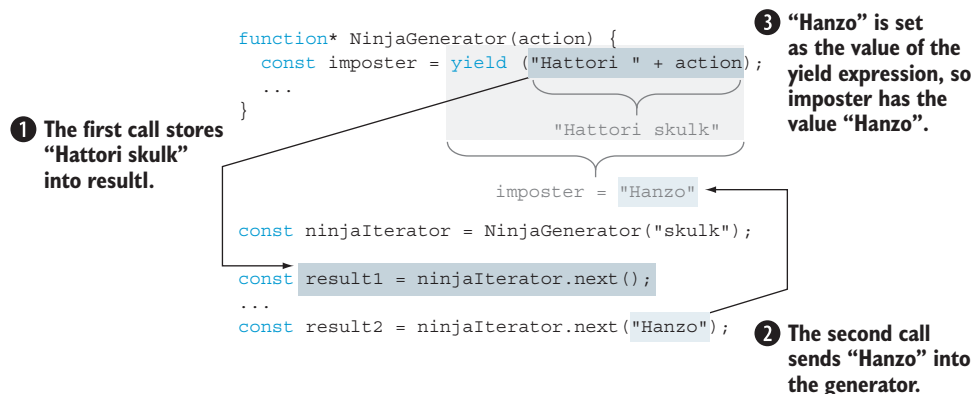 function* NinjaGenerator(action) {
const imposter = yield ("Hattori " + action);
...
}
"Hattori skulk"
imposter = "Hanzo"
const ninjaIterator = NinjaGenerator("skulk");
const result1 = ninjaIterator.next();
...
const result2 = ninjaIterator.next("Hanzo");
1 The first call stores
"Hattori skulk"
into resultl.
2 The second call
sends "Hanzo" into
the generator.
3 "Hanzo" is set
as the value of the
yield expression, so
imposter has the
value "Hanzo".